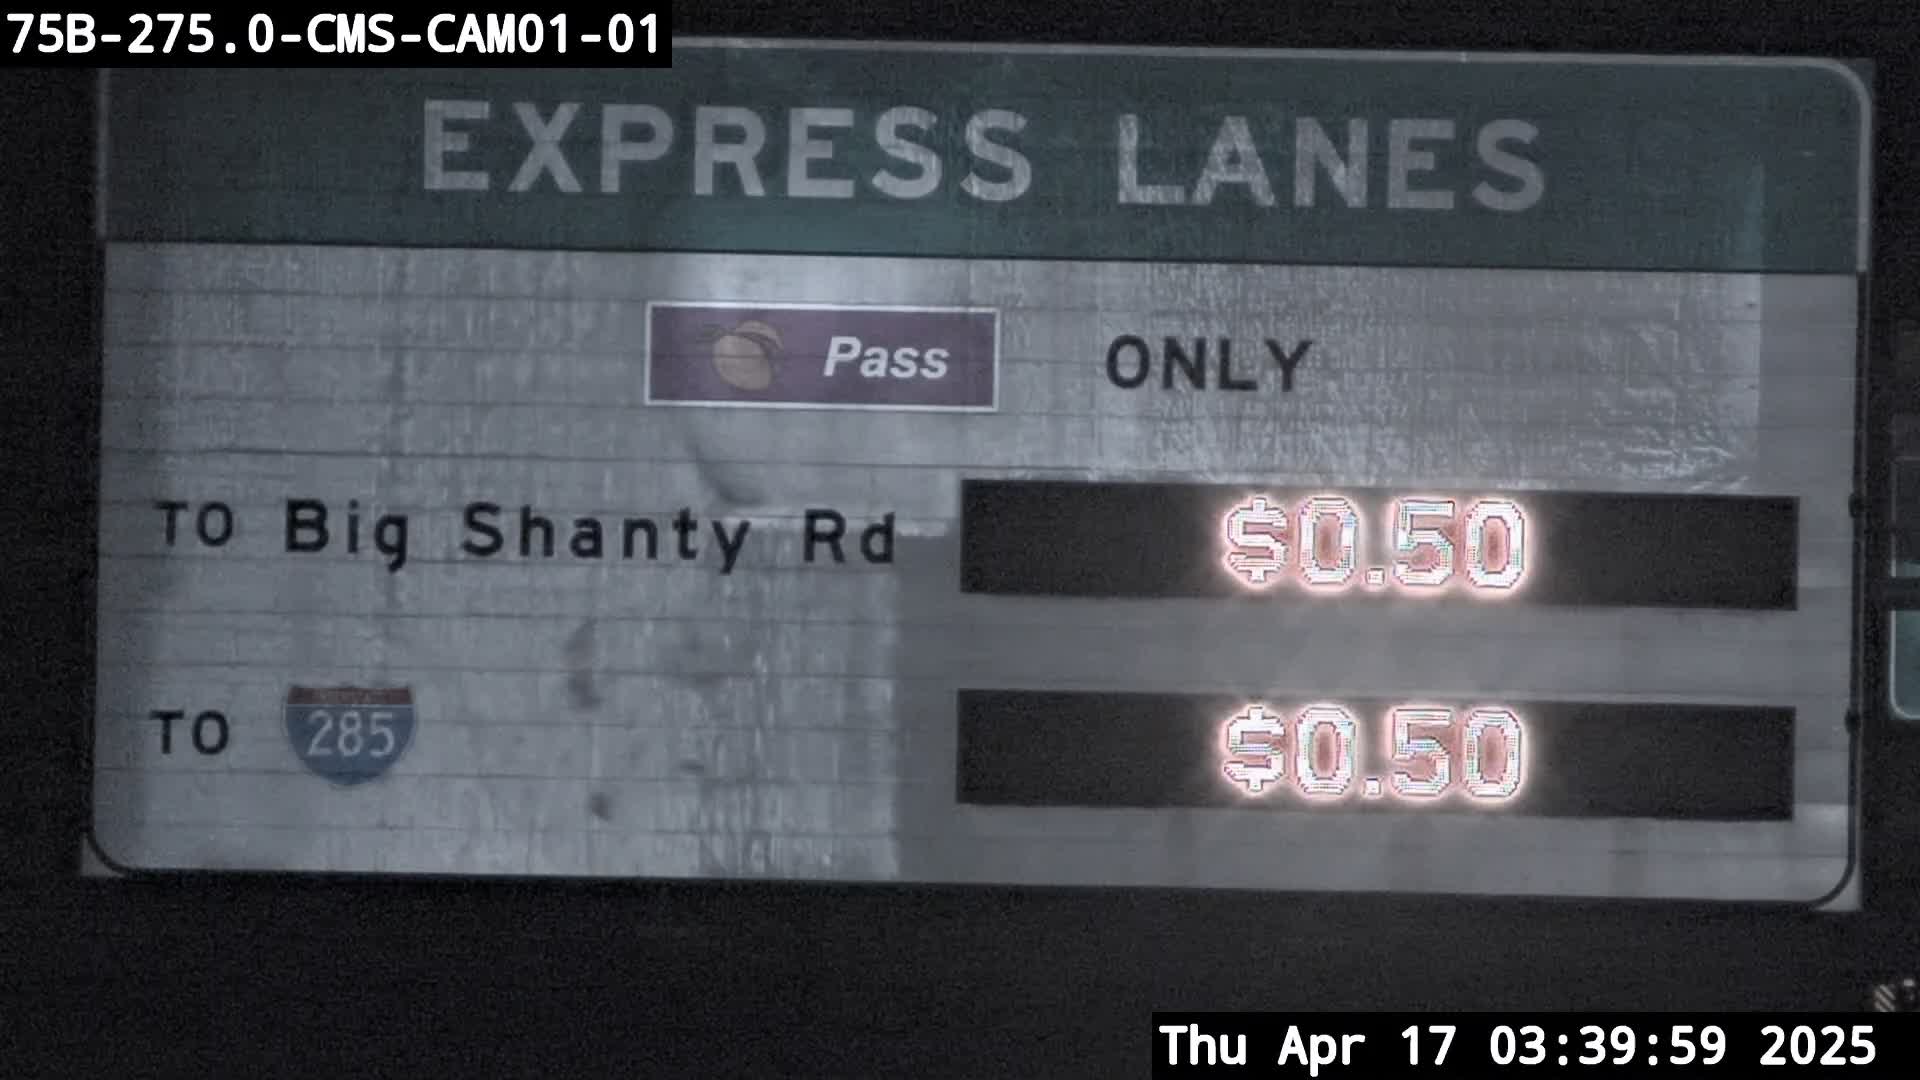 75B-275.0-CMS-CAM01-01
EXPRESS LANES
Pass ONLY
TO Big Shanty Rd $0.50
TO 285 $0.50
Thu Apr 17 03:39:59 2025